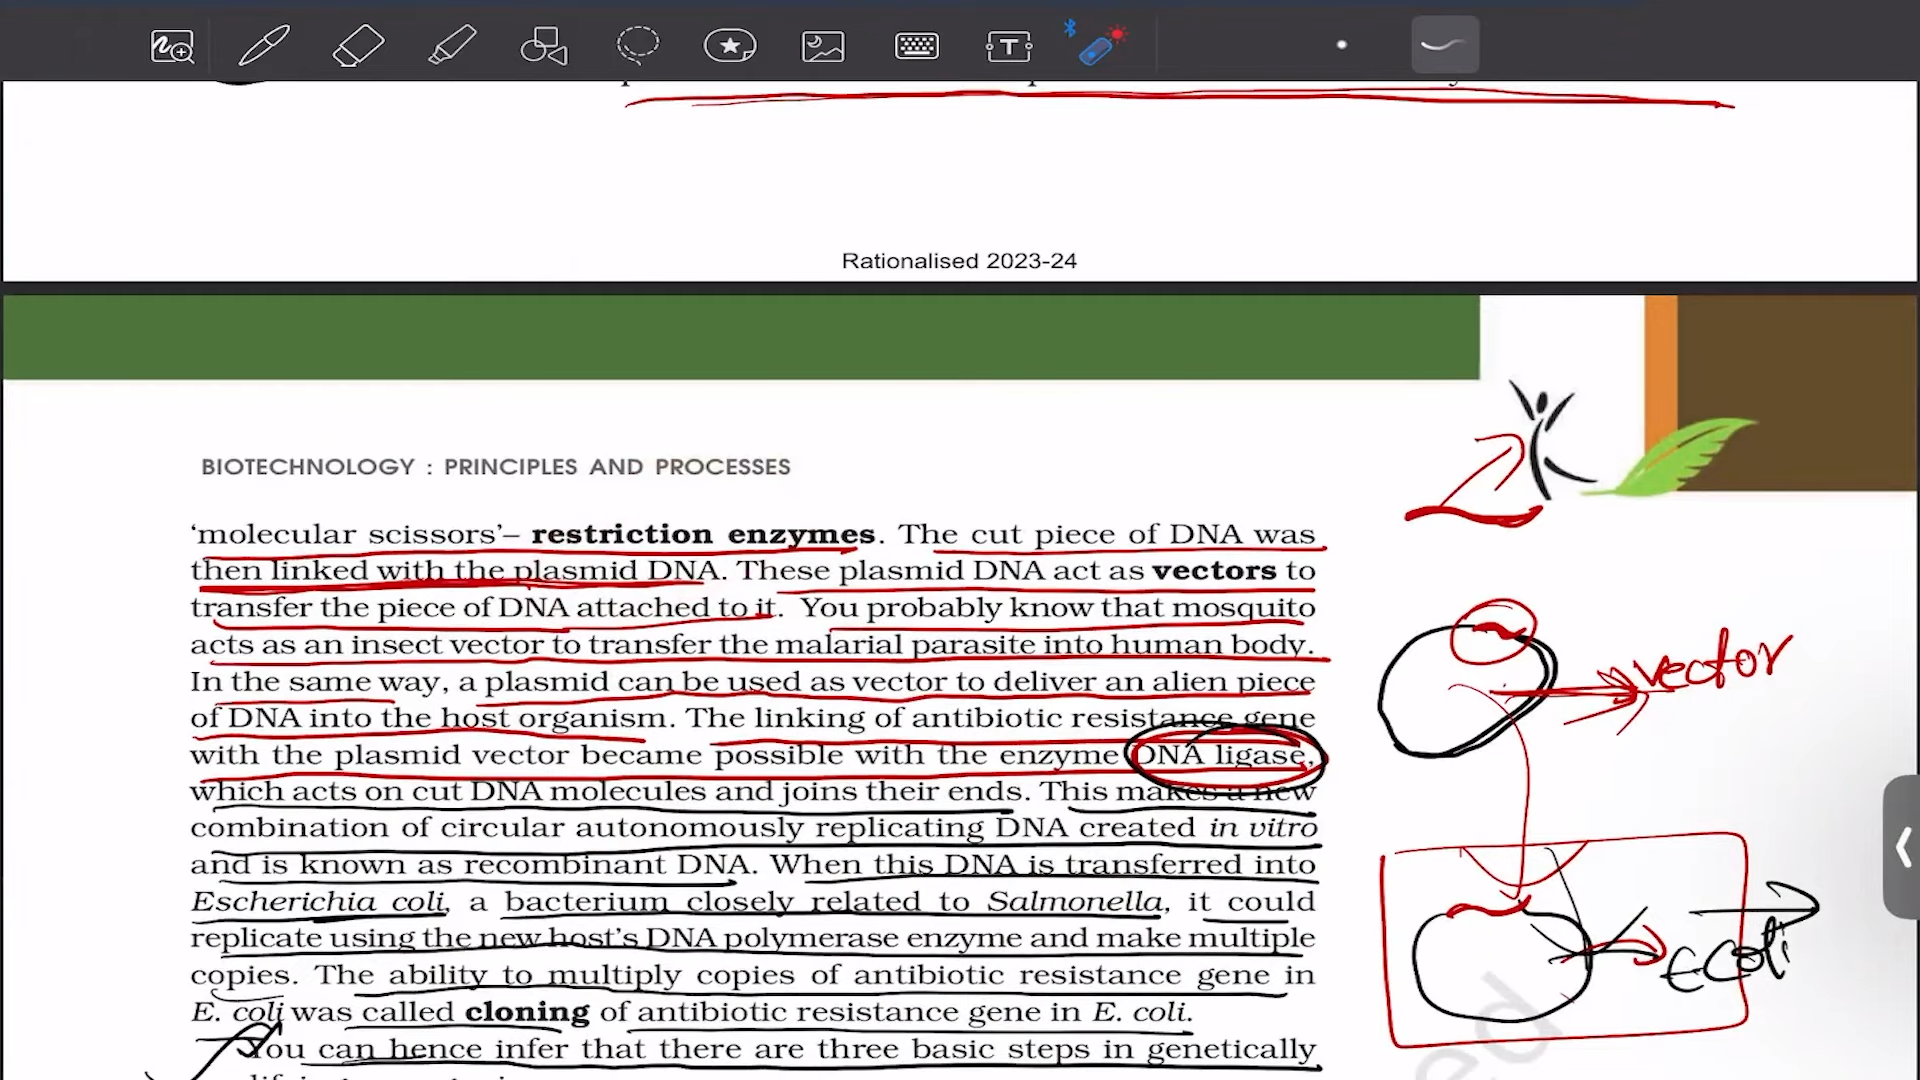 Rationalised 2023-24
BIOTECHNOLOGY : PRINCIPLES AND PROCESSES
‘molecular scissors’– restriction enzymes. The cut piece of DNA was
then linked with the plasmid DNA. These plasmid DNA act as vectors to
transfer the piece of DNA attached to it. You probably know that mosquito
acts as an insect vector to transfer the malarial parasite into human body.
In the same way, a plasmid can be used as vector to deliver an alien piece
of DNA into the host organism. The linking of antibiotic resistance gene
with the plasmid vector became possible with the enzyme DNA ligase,
which acts on cut DNA molecules and joins their ends. This makes a new
combination of circular autonomously replicating DNA created in vitro
and is known as recombinant DNA. When this DNA is transferred into
Escherichia coli, a bacterium closely related to Salmonella, it could
replicate using the new host’s DNA polymerase enzyme and make multiple
copies. The ability to multiply copies of antibiotic resistance gene in
E. coli was called cloning of antibiotic resistance gene in E. coli.
You can hence infer that there are three basic steps in genetically
vector
Ecoli
ed